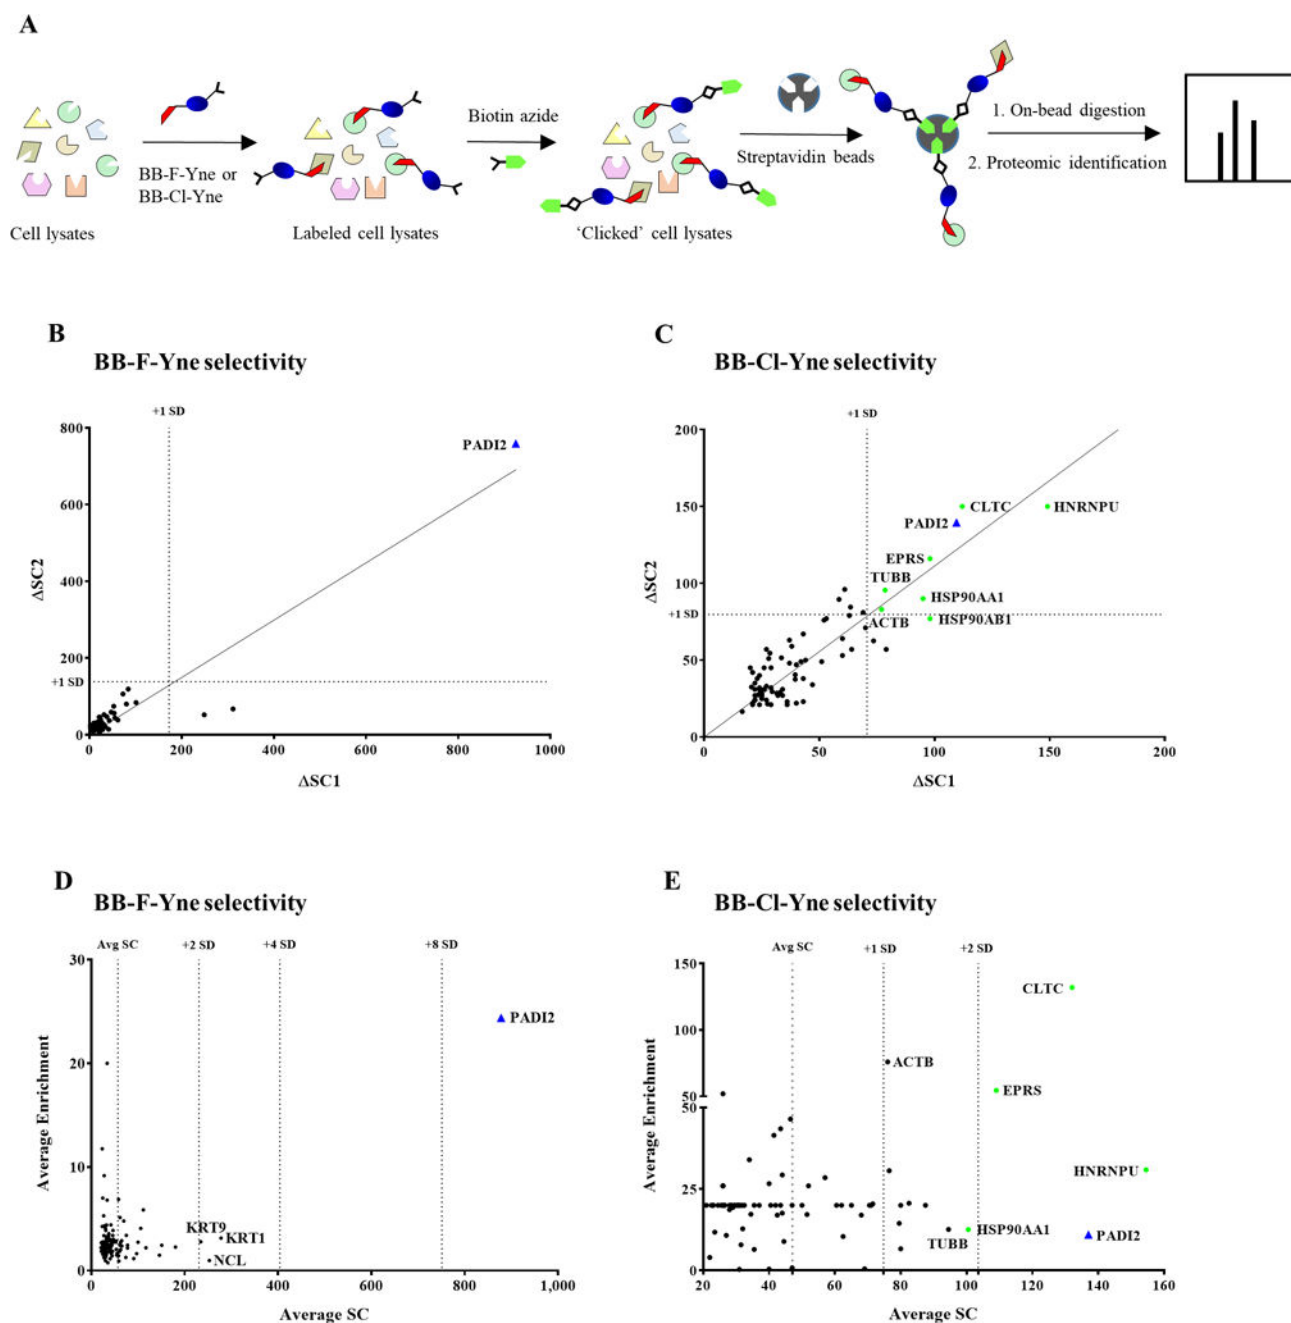 A
Cell lysates
BB-F-Yne or
BB-Cl-Yne
Labeled cell lysates
Biotin azide
‘Clicked’ cell lysates
Streptavidin beads
1. On-bead digestion
2. Proteomic identification
B
BB-F-Yne selectivity
+1 SD
800
600
400
200
+1 SD
0
ΔSC2
PADI2
0
200
400
600
800
1000
ΔSC1
C
BB-Cl-Yne selectivity
+1 SD
200
150
100
+1 SD
50
0
ΔSC2
CLTC
HNRNPU
PADI2
EPRS
TUBB
HSP90AA1
ACTB
HSP90AB1
0
50
100
150
200
ΔSC1
D
BB-F-Yne selectivity
Avg SC
+2 SD
+4 SD
+8 SD
30
20
10
0
Average Enrichment
PADI2
KRT9
KRT1
NCL
0
200
400
600
800
1,000
Average SC
E
BB-Cl-Yne selectivity
Avg SC
+1 SD
+2 SD
150
100
50
50
25
0
Average Enrichment
CLTC
ACTB
EPRS
HNRNPU
HSP90AA1
TUBB
PADI2
20
40
60
80
100
120
140
160
Average SC